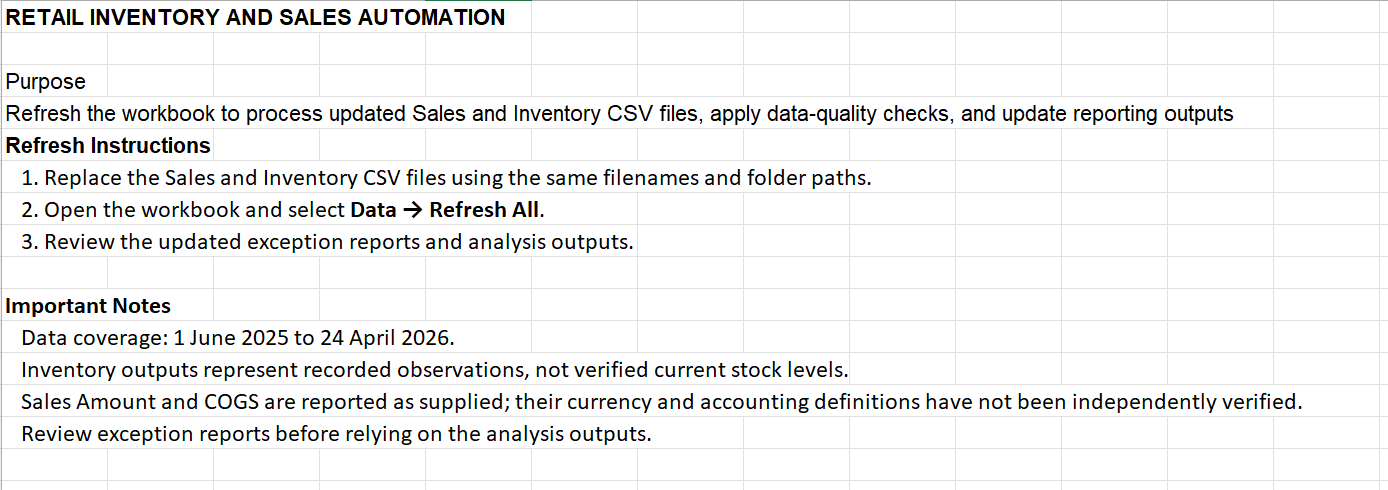 RETAIL INVENTORY AND SALES AUTOMATION
Purpose
Refresh the workbook to process updated Sales and Inventory CSV files, apply data-quality checks, and update reporting outputs
Refresh Instructions
1. Replace the Sales and Inventory CSV files using the same filenames and folder paths.
2. Open the workbook and select Data → Refresh All.
3. Review the updated exception reports and analysis outputs.
Important Notes
Data coverage: 1 June 2025 to 24 April 2026.
Inventory outputs represent recorded observations, not verified current stock levels.
Sales Amount and COGS are reported as supplied; their currency and accounting definitions have not been independently verified.
Review exception reports before relying on the analysis outputs.